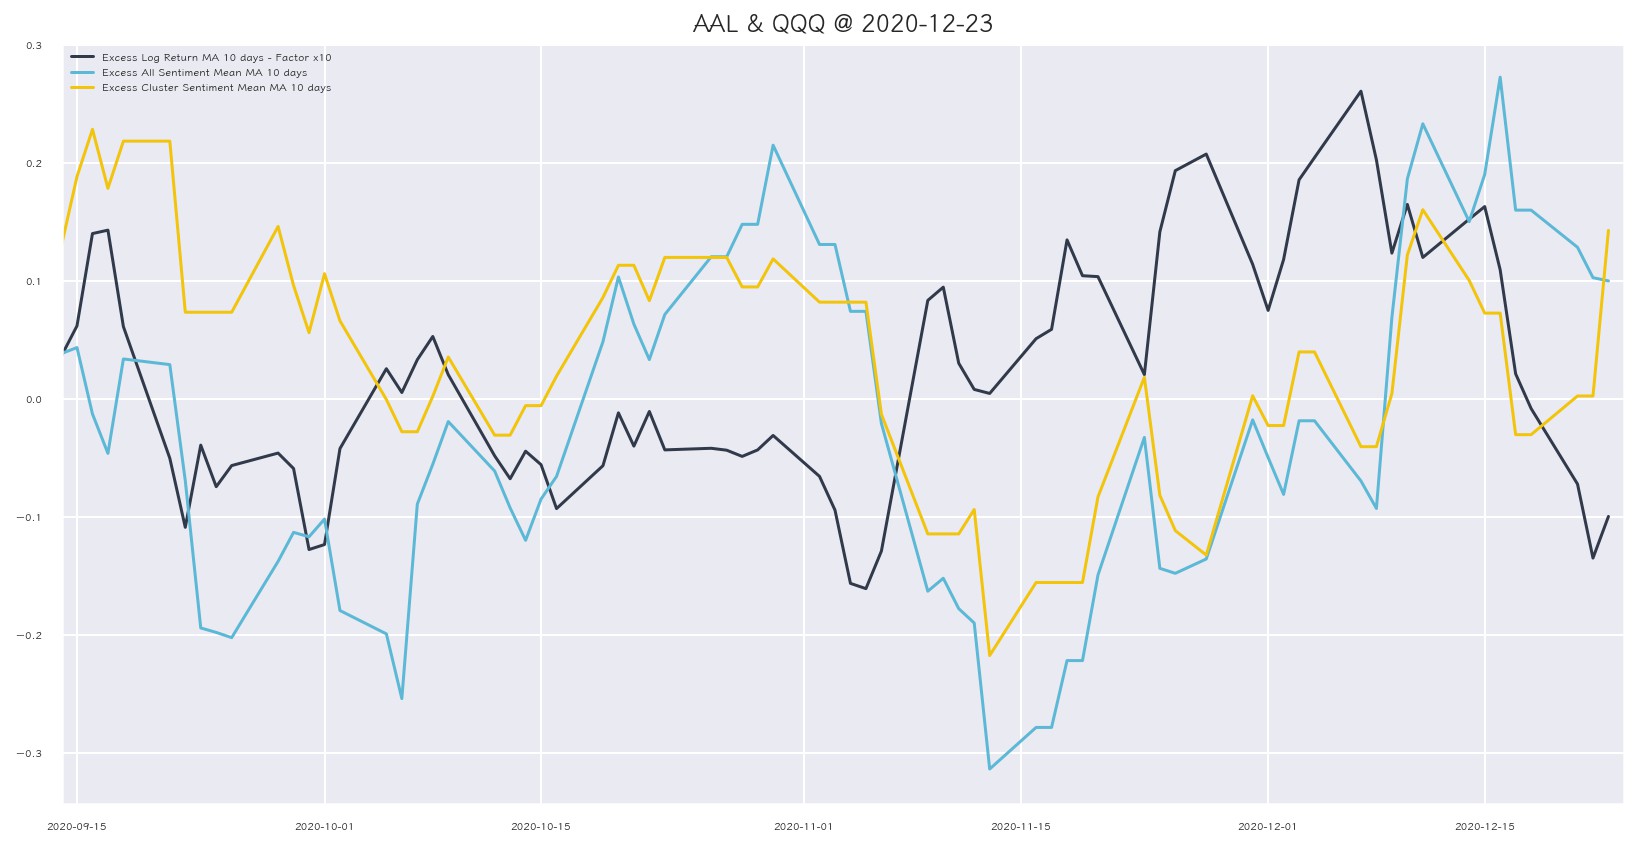 AAL & QQQ @ 2020-12-23
0.3
Excess Log Return MA 10 days - Factor x10
Excess All Sentiment Mean MA 10 days
Excess Cluster Sentiment Mean MA 10 days
0.2
0.1
0.0
−0.1
−0.2
−0.3
2020-09-15 2020-10-01 2020-10-15 2020-11-01 2020-11-15 2020-12-01 2020-12-15